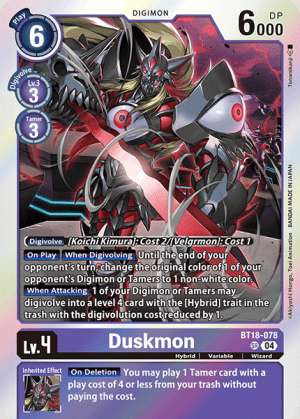 DIGIMON
Play
6
DP
6000
Digivolve
Lv.3
3
Tamer
3
Digivolve [Koichi Kimura]: Cost 2/[Velgrmon]: Cost 1
On Play When Digivolving Until the end of your
opponent's turn, change the original color of 1 of your
opponent's Digimon or Tamers to 1 non-white color.
When Attacking 1 of your Digimon or Tamers may
digivolve into a level 4 card with the [Hybrid] trait in the
trash with the digivolution cost reduced by 1.
©Akiyoshi Hongo, Toei Animation BANDAI MADE IN JAPAN
Lv.4
Duskmon
BT18-078
04
Hybrid Variable Wizard
Inherited Effect
On Deletion You may play 1 Tamer card with a
play cost of 4 or less from your trash without
paying the cost.